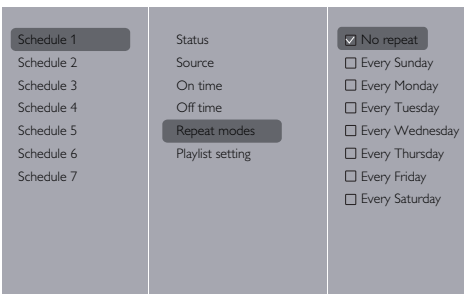 Schedule 1
Schedule 2
Schedule 3
Schedule 4
Schedule 5
Schedule 6
Schedule 7
Status
Source
On time
Off time
Repeat modes
Playlist setting
No repeat
Every Sunday
Every Monday
Every Tuesday
Every Wednesday
Every Thursday
Every Friday
Every Saturday